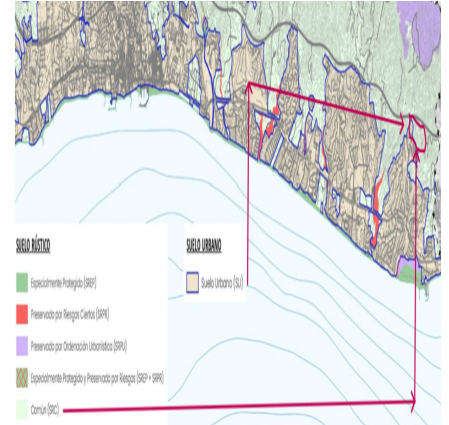 SUELO RÚSTICO
Especialmente Protegido (SREP)
Preservado por Riesgos Ciertos (SRPR)
Preservado por Ordenación Urbanística (SRPU)
Especialmente Protegido y Preservado por Riesgos (SREP + SRPR)
Común (SRC)
SUELO URBANO
Suelo Urbano (SU)